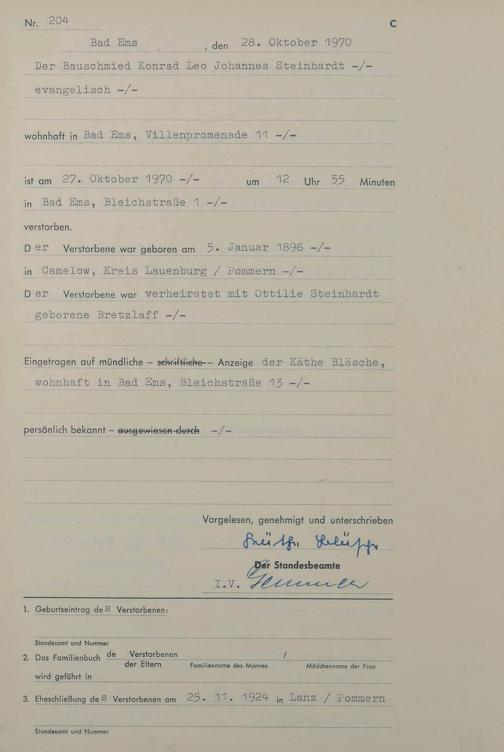 Nr. 204 C
Bad Ems, den 28. Oktober 1970
Der Bauschmied Konrad Leo Johannes Steinhardt -/-
evangelisch -/-
wohnhaft in Bad Ems, Villenpromenade 11 -/-
ist am 27. Oktober 1970 -/- um 12 Uhr 55 Minuten
in Bad Ems, Bleichstraße 1 -/-
verstorben.
Der Verstorbene war geboren am 5. Januar 1896 -/-
in Camelow, Kreis Lauenburg / Pommern -/-
Der Verstorbene war verheiratet mit Ottilie Steinhardt
geborene Bretzlaff -/-
Eingetragen auf mündliche – schriftliche – Anzeige der Käthe Bläsche,
wohnhaft in Bad Ems, Bleichstraße 13 -/-
persönlich bekannt – ausgewiesen durch -/-
Vorgelesen, genehmigt und unterschrieben
Käthe Bläsche
Der Standesbeamte
I.V.
1. Geburtseintrag des Verstorbenen:
Standesamt und Nummer
2. Das Familienbuch de Verstorbenen /
der Eltern Familienname des Mannes Mädchenname der Frau
wird geführt in
3. Eheschließung des Verstorbenen am 25. 11. 1924 in Lanz / Pommern
Standesamt und Nummer